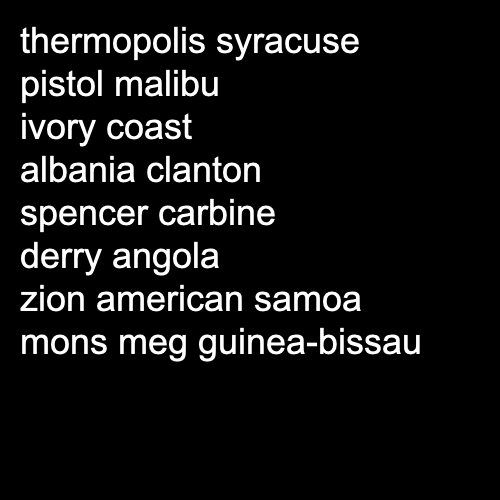 thermopolis syracuse
pistol malibu
ivory coast
albania clanton
spencer carbine
derry angola
zion american samoa
mons meg guinea-bissau